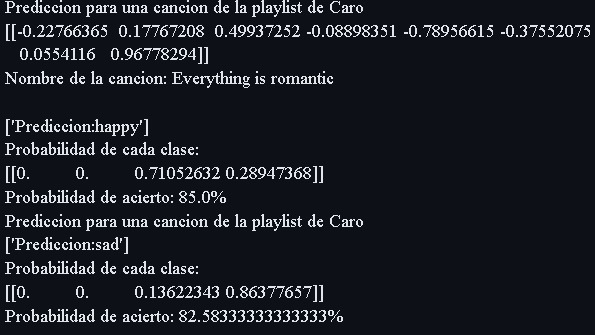 Prediccion para una cancion de la playlist de Caro
[[-0.22766365 0.17767208 0.49937252 -0.08898351 -0.78956615 -0.37552075
0.0554116 0.96778294]]
Nombre de la cancion: Everything is romantic
['Prediccion:happy']
Probabilidad de cada clase:
[[0. 0. 0.71052632 0.28947368]]
Probabilidad de acierto: 85.0%
Prediccion para una cancion de la playlist de Caro
['Prediccion:sad']
Probabilidad de cada clase:
[[0. 0. 0.13622343 0.86377657]]
Probabilidad de acierto: 82.58333333333333%